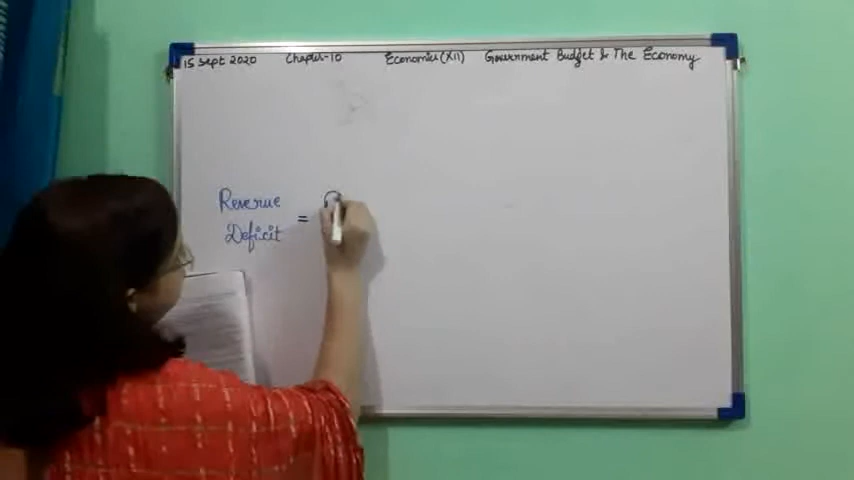 15 Sept 2020 Chapter-10 Economics (XII) Government Budget & The Economy
Revenue
Deficit =